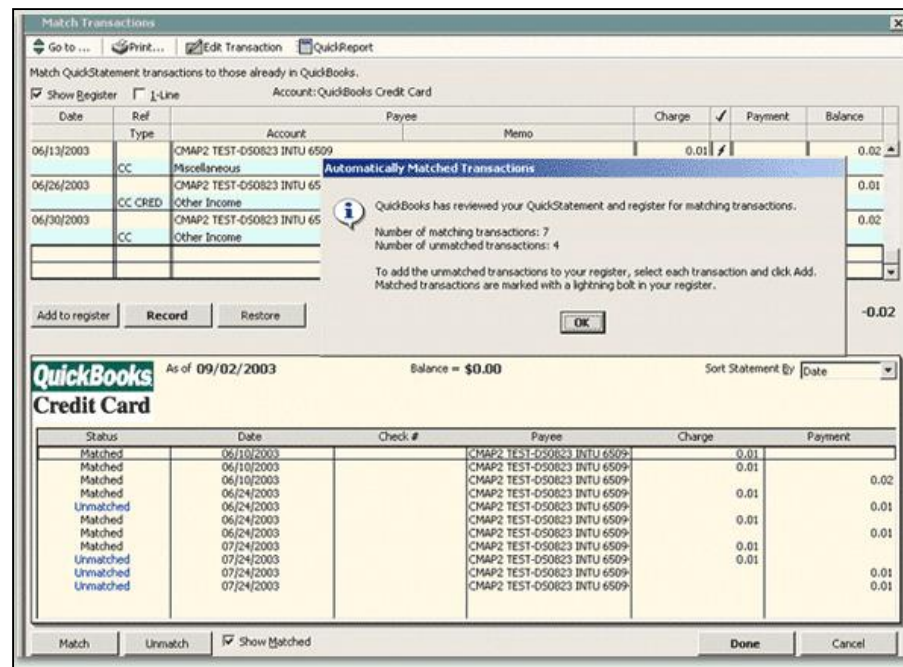 Match Transactions
Go to ... Print... Edit Transaction QuickReport
Match QuickStatement transactions to those already in QuickBooks.
Show Register 1-Line Account: QuickBooks Credit Card
Date Ref Payee Charge ✓ Payment Balance
Type Account Memo
06/13/2003 CMAP2 TEST-DS0823 INTU 6509 0.01 0.02
CC Miscellaneous
06/26/2003 CMAP2 TEST-DS0823 INTU 65 0.01
CC CRED Other Income
06/30/2003 CMAP2 TEST-DS0823 INTU 65 0.02
CC Other Income
Automatically Matched Transactions
QuickBooks has reviewed your QuickStatement and register for matching transactions.
Number of matching transactions: 7
Number of unmatched transactions: 4
To add the unmatched transactions to your register, select each transaction and click Add.
Matched transactions are marked with a lightning bolt in your register.
OK
Add to register Record Restore -0.02
QuickBooks As of 09/02/2003 Balance = $0.00 Sort Statement By Date
Credit Card
Status Date Check # Payee Charge Payment
Matched 06/10/2003 CMAP2 TEST-DS0823 INTU 6509- 0.01
Matched 06/10/2003 CMAP2 TEST-DS0823 INTU 6509- 0.01
Matched 06/10/2003 CMAP2 TEST-DS0823 INTU 6509- 0.02
Matched 06/24/2003 CMAP2 TEST-DS0823 INTU 6509- 0.01
Unmatched 06/24/2003 CMAP2 TEST-DS0823 INTU 6509- 0.01
Matched 06/24/2003 CMAP2 TEST-DS0823 INTU 6509- 0.01
Matched 06/24/2003 CMAP2 TEST-DS0823 INTU 6509- 0.01
Matched 07/24/2003 CMAP2 TEST-DS0823 INTU 6509- 0.01
Unmatched 07/24/2003 CMAP2 TEST-DS0823 INTU 6509- 0.01
Unmatched 07/24/2003 CMAP2 TEST-DS0823 INTU 6509- 0.01
Unmatched 07/24/2003 CMAP2 TEST-DS0823 INTU 6509- 0.01
Match Unmatch Show Matched Done Cancel